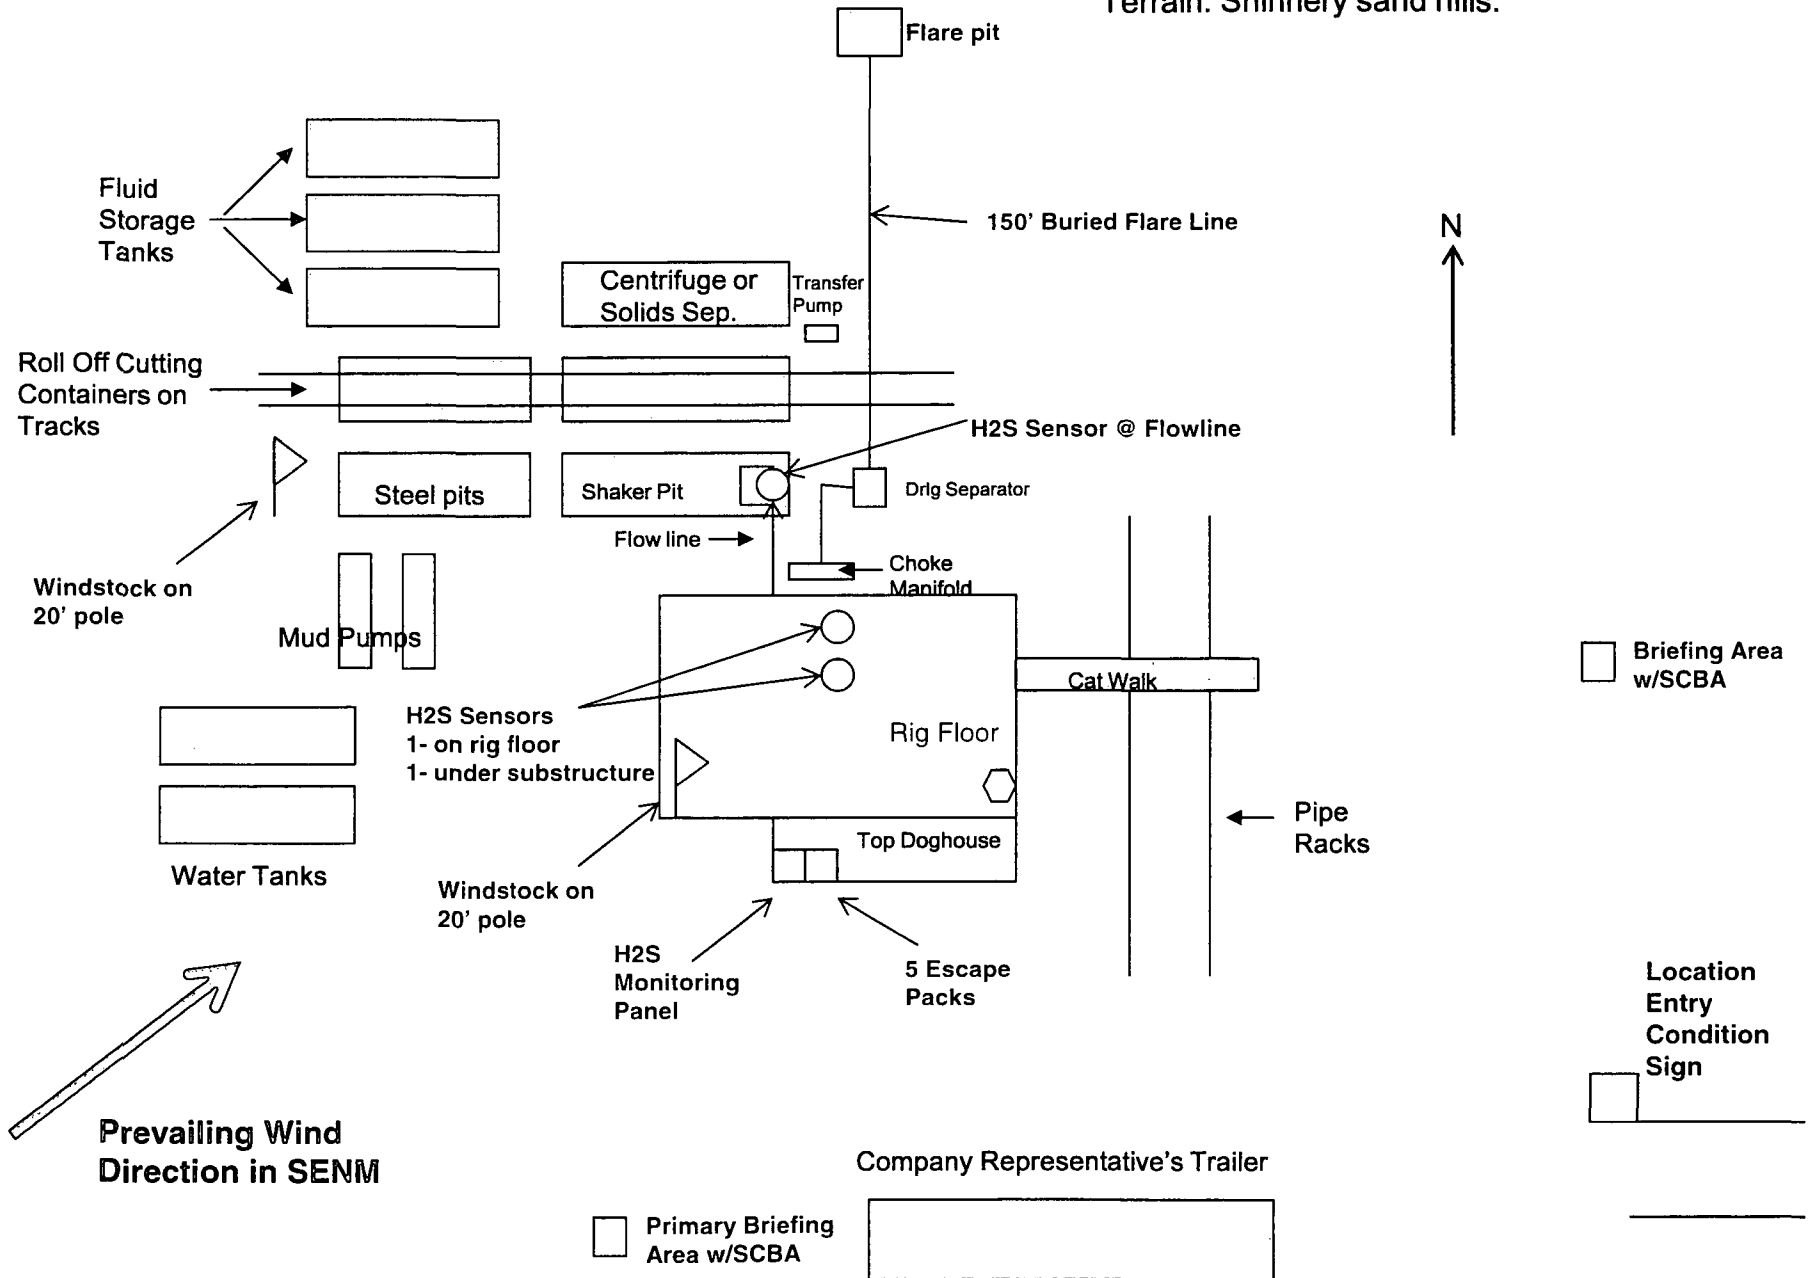 Terrain: Shinnery sand hills.
Flare pit
Fluid
Storage
Tanks
150' Buried Flare Line
N
Centrifuge or
Solids Sep.
Transfer
Pump
Roll Off Cutting
Containers on
Tracks
H2S Sensor @ Flowline
Steel pits
Shaker Pit
Drlg Separator
Flow line
Choke
Manifold
Windstock on
20' pole
Mud Pumps
Briefing Area
w/SCBA
Cat Walk
H2S Sensors
1- on rig floor
1- under substructure
Rig Floor
Pipe
Racks
Top Doghouse
Water Tanks
Windstock on
20' pole
H2S
Monitoring
Panel
5 Escape
Packs
Location
Entry
Condition
Sign
Prevailing Wind
Direction in SENM
Company Representative's Trailer
Primary Briefing
Area w/SCBA